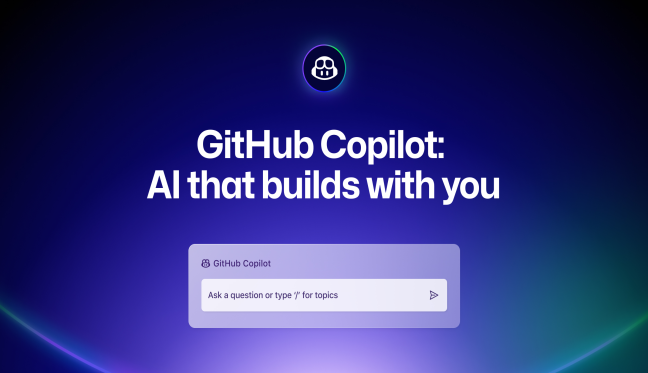 GitHub Copilot:
AI that builds with you
GitHub Copilot
Ask a question or type '/' for topics